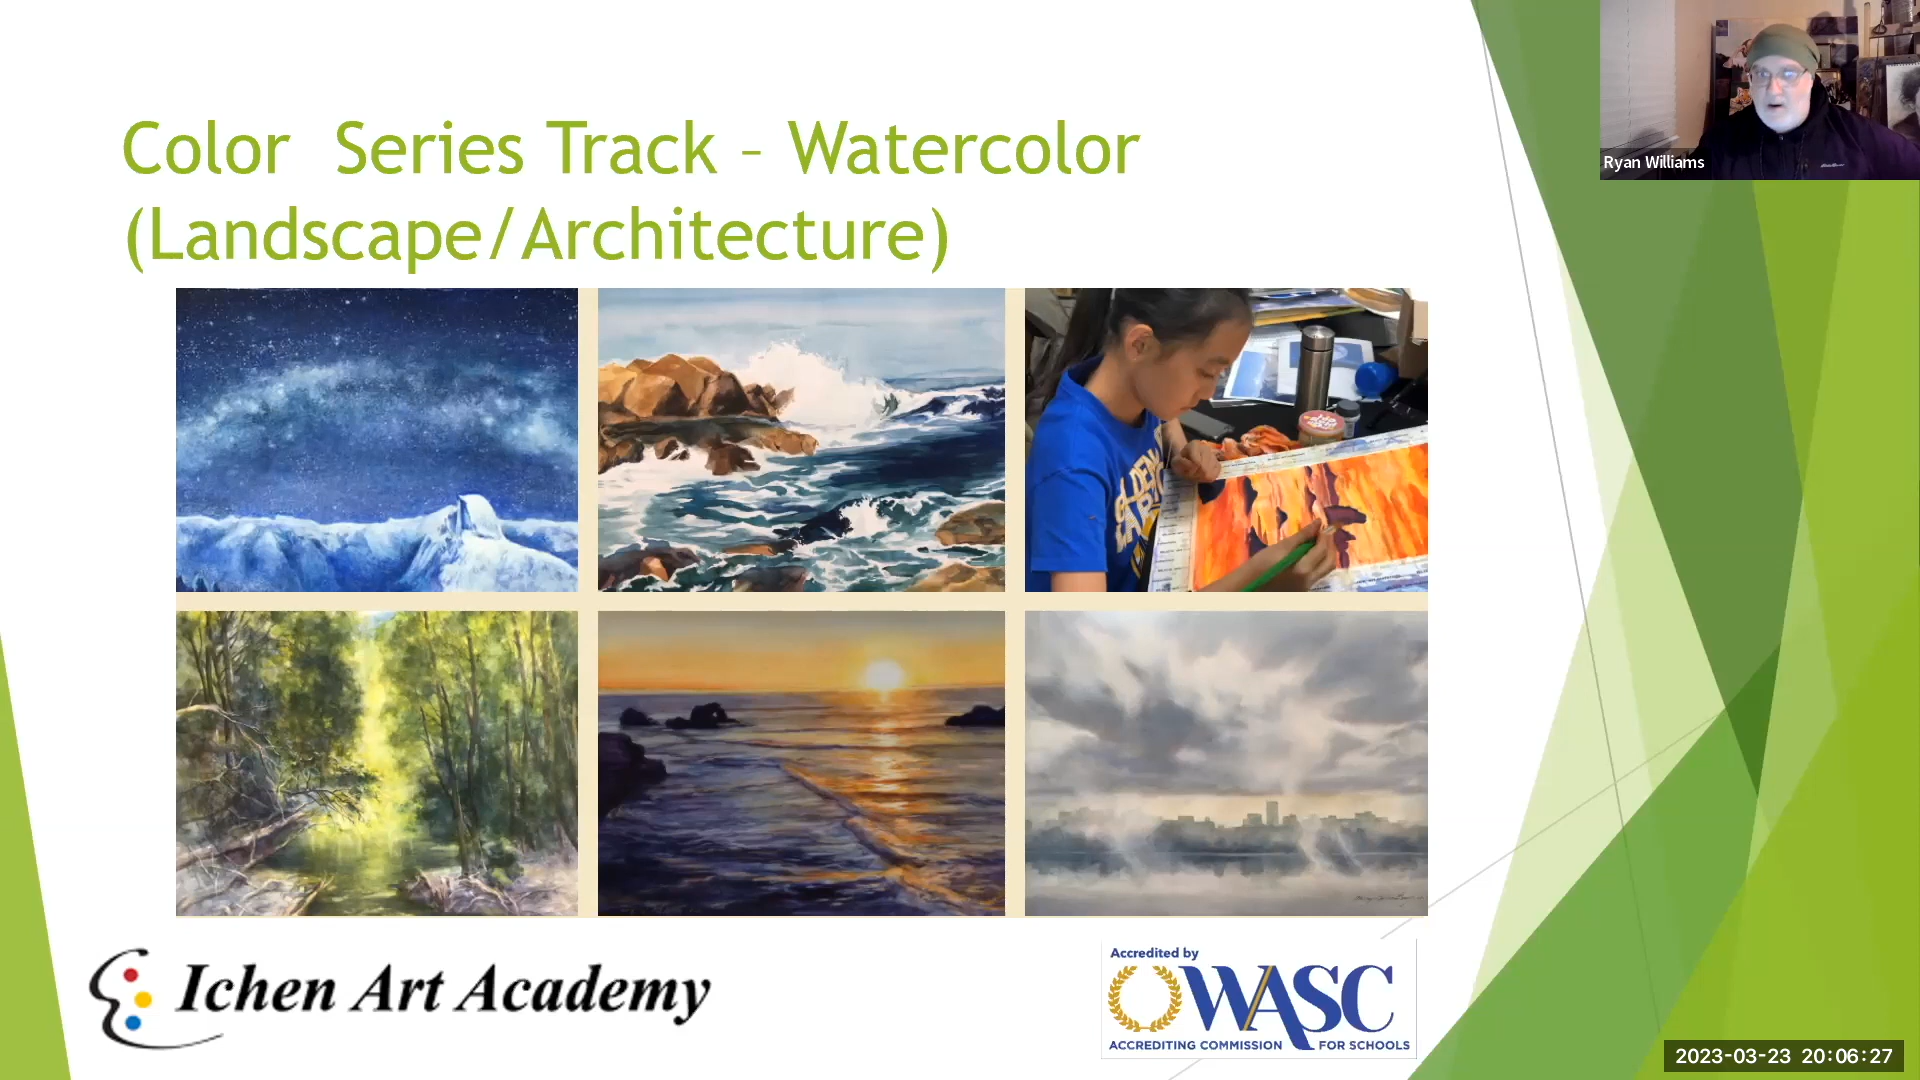 Color Series Track – Watercolor
(Landscape/Architecture)
Ryan Williams
Ichen Art Academy
Accredited by
WASC
ACCREDITING COMMISSION FOR SCHOOLS
2023-03-23 20:06:27